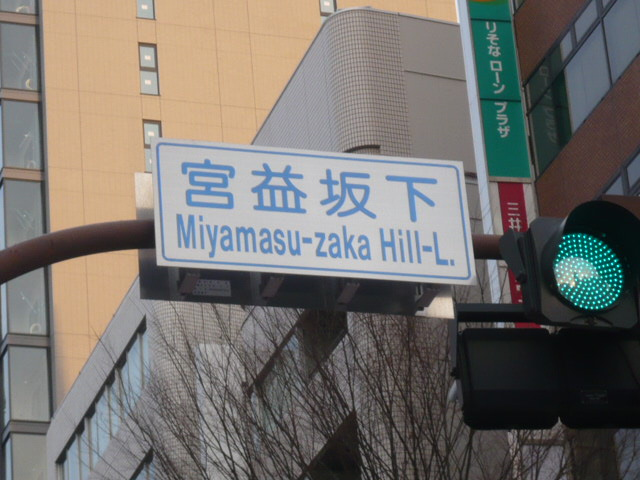 りそな ローン プラザ
宮益坂下
Miyamasu-zaka Hill-L.
三井